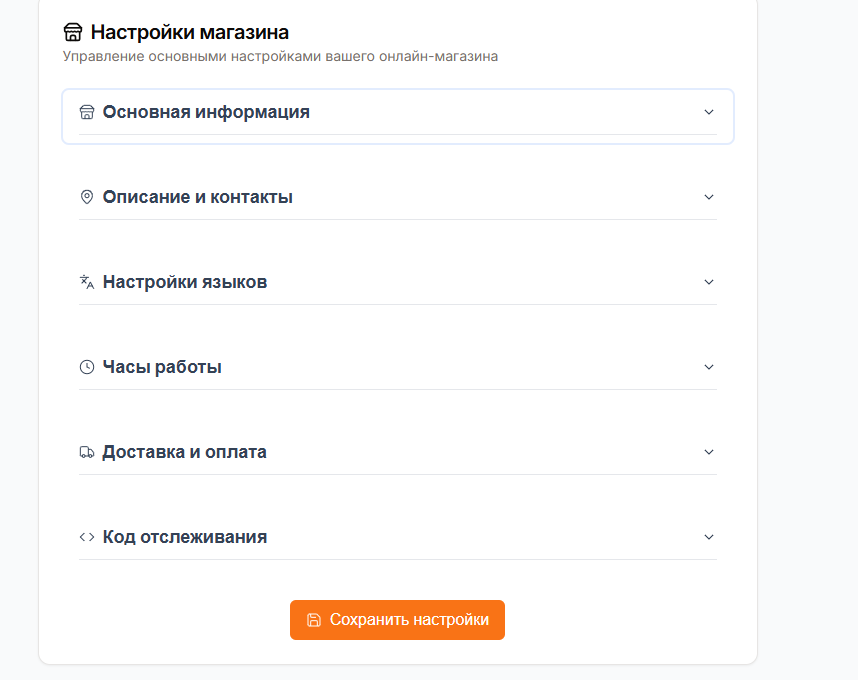 Настройки магазина
Управление основными настройками вашего онлайн-магазина
Основная информация
Описание и контакты
Настройки языков
Часы работы
Доставка и оплата
Код отслеживания
Сохранить настройки